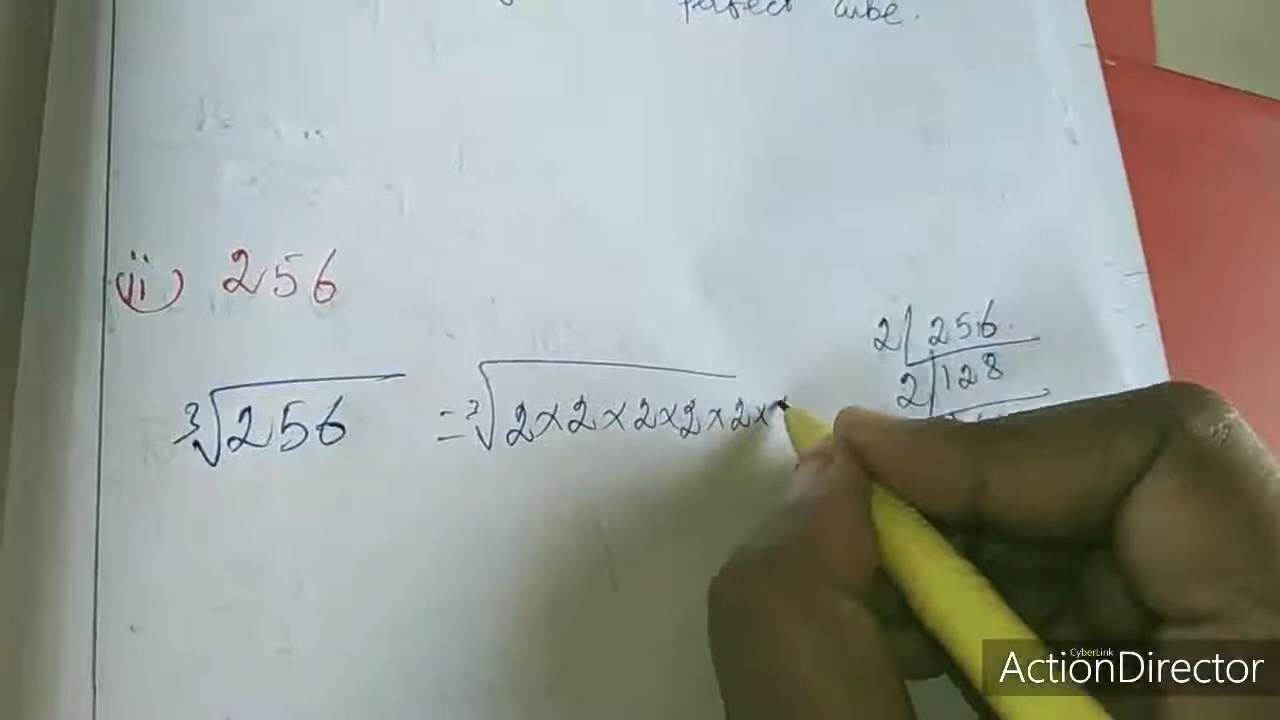 perfect cube.
(ii) 256
∛256 = ∛2×2×2×2×2×
2 | 256
2 | 128
CyberLink
ActionDirector